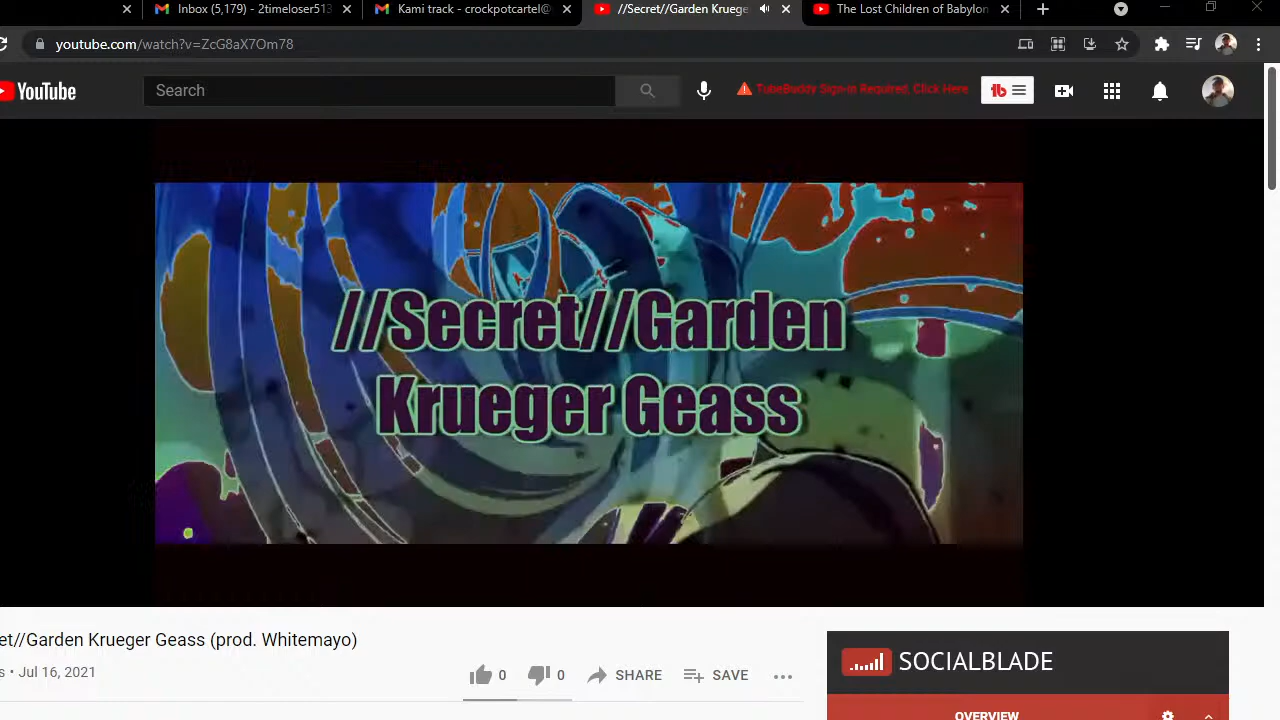 Inbox (5,179) - 2timeloser513
Kami track - crockpotcartel@
//Secret//Garden Kruege
The Lost Children of Babylon
youtube.com/watch?v=ZcG8aX7Om78
YouTube
Search
TubeBuddy Sign-in Required, Click Here
tb
//Secret//Garden
Krueger Geass
et//Garden Krueger Geass (prod. Whitemayo)
s • Jul 16, 2021
0
0
SHARE
SAVE
SOCIALBLADE
OVERVIEW